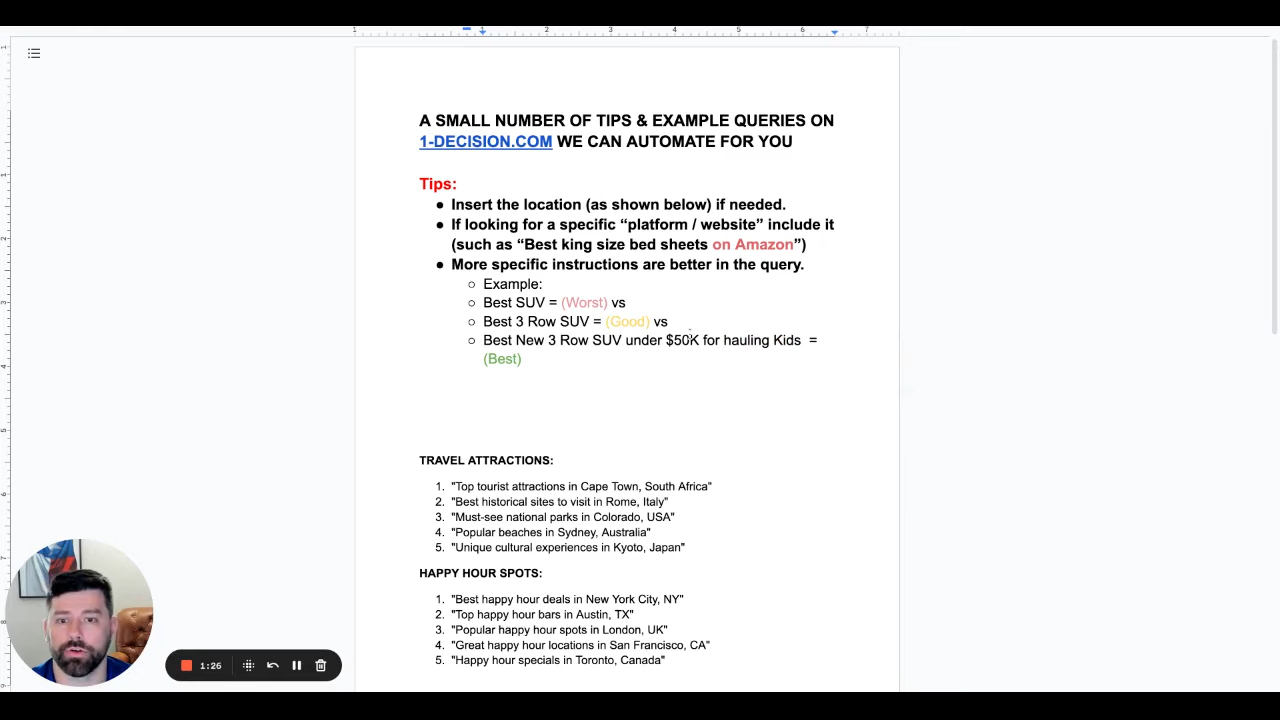 1 1 2 3 4 5 6 7
A SMALL NUMBER OF TIPS & EXAMPLE QUERIES ON
1-DECISION.COM WE CAN AUTOMATE FOR YOU
Tips:
● Insert the location (as shown below) if needed.
● If looking for a specific “platform / website” include it
(such as “Best king size bed sheets on Amazon”)
● More specific instructions are better in the query.
○ Example:
○ Best SUV = (Worst) vs
○ Best 3 Row SUV = (Good) vs
○ Best New 3 Row SUV under $50K for hauling Kids =
(Best)
TRAVEL ATTRACTIONS:
1. "Top tourist attractions in Cape Town, South Africa"
2. "Best historical sites to visit in Rome, Italy"
3. "Must-see national parks in Colorado, USA"
4. "Popular beaches in Sydney, Australia"
5. "Unique cultural experiences in Kyoto, Japan"
HAPPY HOUR SPOTS:
1. "Best happy hour deals in New York City, NY"
2. "Top happy hour bars in Austin, TX"
3. "Popular happy hour spots in London, UK"
4. "Great happy hour locations in San Francisco, CA"
5. "Happy hour specials in Toronto, Canada"
1:26